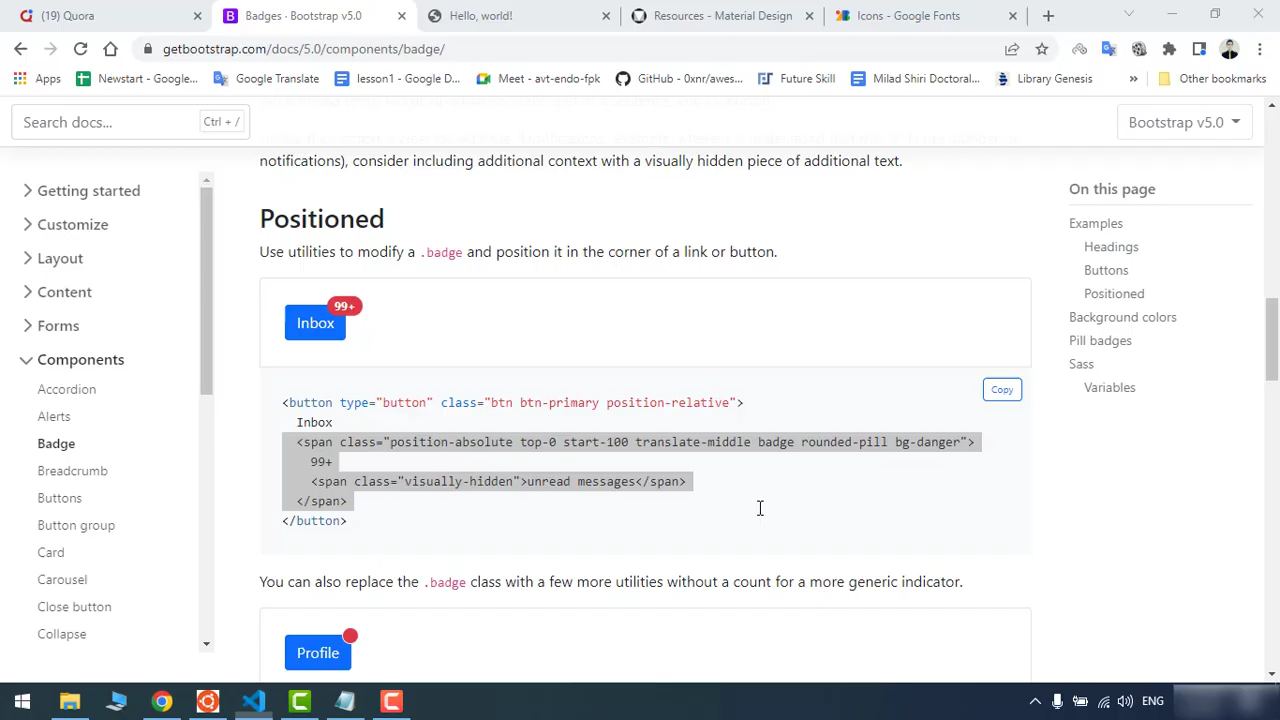 (19) Quora
Badges · Bootstrap v5.0
Hello, world!
Resources - Material Design
Icons - Google Fonts
getbootstrap.com/docs/5.0/components/badge/
Apps
Newstart - Google...
Google Translate
lesson1 - Google D...
Meet - avt-endo-fpk
GitHub - 0xnr/awes...
Future Skill
Milad Shiri Doctoral...
Library Genesis
»
Other bookmarks
Search docs...
Ctrl + /
Bootstrap v5.0
notifications), consider including additional context with a visually hidden piece of additional text.
Getting started
Customize
Layout
Content
Forms
Components
Accordion
Alerts
Badge
Breadcrumb
Buttons
Button group
Card
Carousel
Close button
Collapse
Positioned
Use utilities to modify a .badge and position it in the corner of a link or button.
99+
Inbox
Copy
<button type="button" class="btn btn-primary position-relative">
Inbox
<span class="position-absolute top-0 start-100 translate-middle badge rounded-pill bg-danger">
99+
<span class="visually-hidden">unread messages</span>
</span>
</button>
You can also replace the .badge class with a few more utilities without a count for a more generic indicator.
Profile
On this page
Examples
Headings
Buttons
Positioned
Background colors
Pill badges
Sass
Variables
ENG